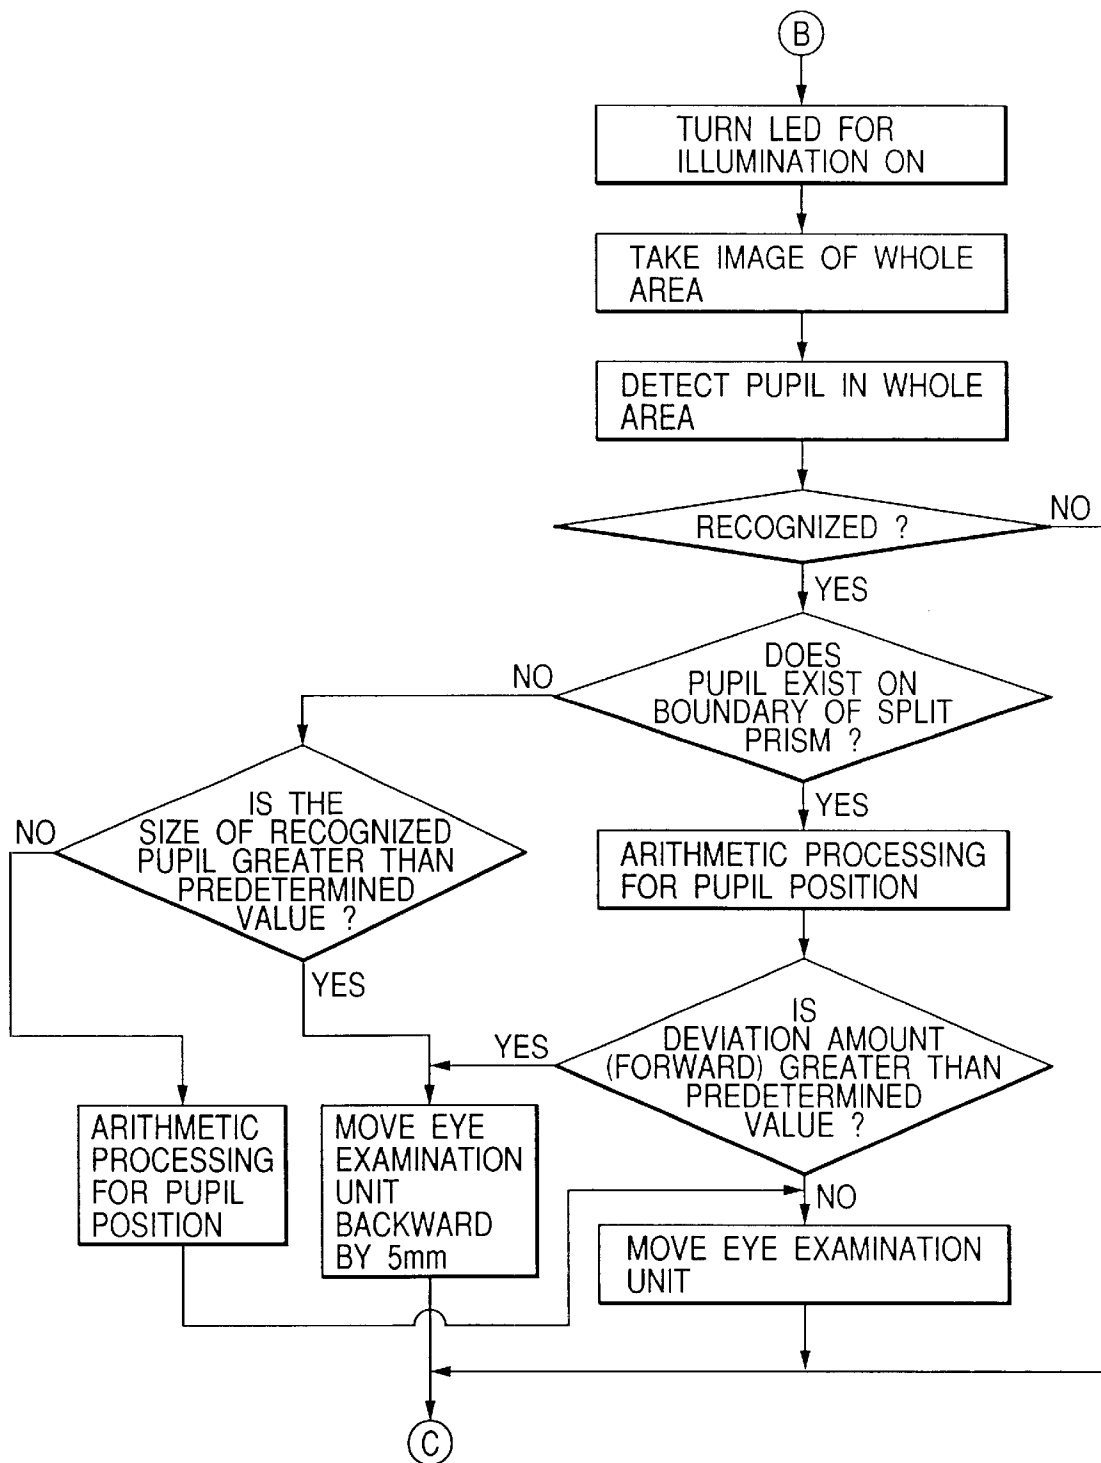 B
TURN LED FOR
ILLUMINATION ON
TAKE IMAGE OF WHOLE
AREA
DETECT PUPIL IN WHOLE
AREA
RECOGNIZED ?
NO
YES
DOES
PUPIL EXIST ON
BOUNDARY OF SPLIT
PRISM ?
NO
YES
IS THE
SIZE OF RECOGNIZED
PUPIL GREATER THAN
PREDETERMINED
VALUE ?
NO
YES
ARITHMETIC PROCESSING
FOR PUPIL POSITION
IS
DEVIATION AMOUNT
(FORWARD) GREATER THAN
PREDETERMINED
VALUE ?
YES
NO
ARITHMETIC
PROCESSING
FOR PUPIL
POSITION
MOVE EYE
EXAMINATION
UNIT
BACKWARD
BY 5mm
MOVE EYE EXAMINATION
UNIT
C